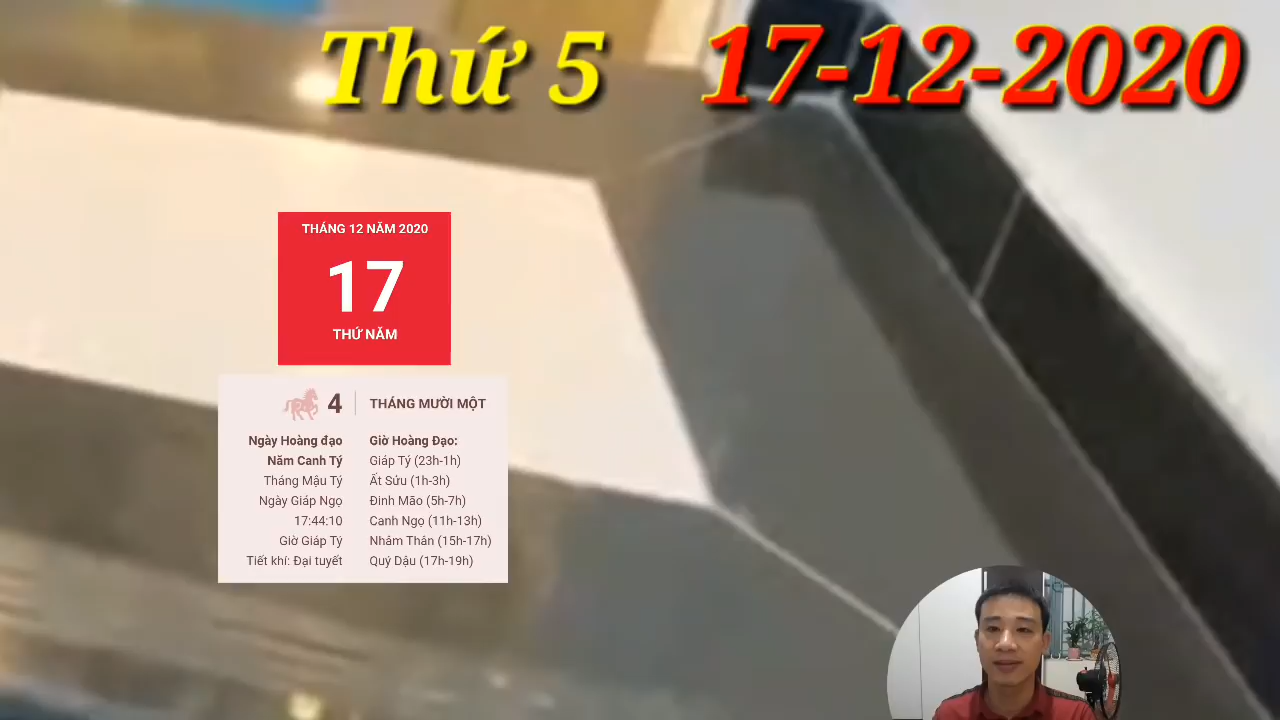 Thứ 5 17-12-2020
THÁNG 12 NĂM 2020
17
THỨ NĂM
4 THÁNG MƯỜI MỘT
Ngày Hoàng đạo Giờ Hoàng Đạo:
Năm Canh Tý Giáp Tý (23h-1h)
Tháng Mậu Tý Ất Sửu (1h-3h)
Ngày Giáp Ngọ Đinh Mão (5h-7h)
17:44:10 Canh Ngọ (11h-13h)
Giờ Giáp Tý Nhâm Thân (15h-17h)
Tiết khí: Đại tuyết Quý Dậu (17h-19h)